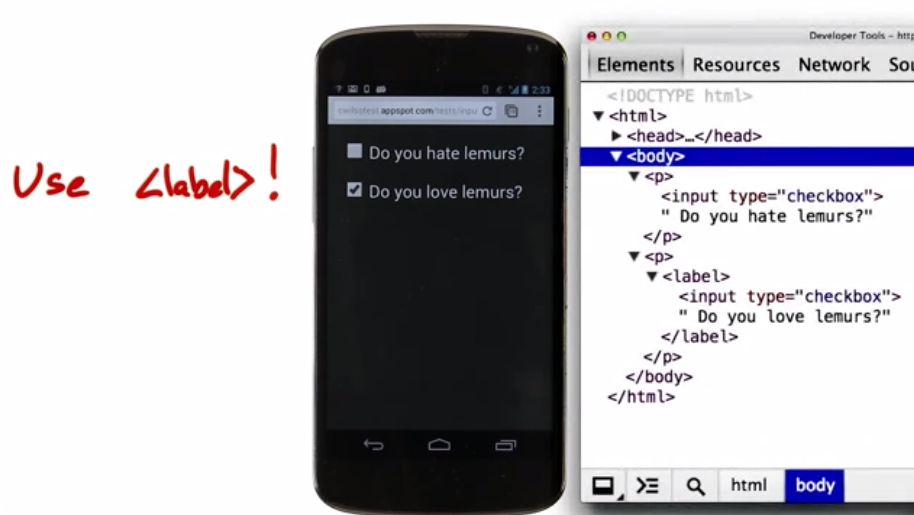 Developer Tools - http
Elements Resources Network Sou
<!DOCTYPE html>
▼<html>
▶<head>…</head>
▼<body>
▼<p>
<input type="checkbox">
" Do you hate lemurs?"
</p>
▼<p>
▼<label>
<input type="checkbox">
" Do you love lemurs?"
</label>
</p>
</body>
</html>
html body
Use <label>!
2:33
cwilsotest.appspot.com/tests/inpu
Do you hate lemurs?
Do you love lemurs?